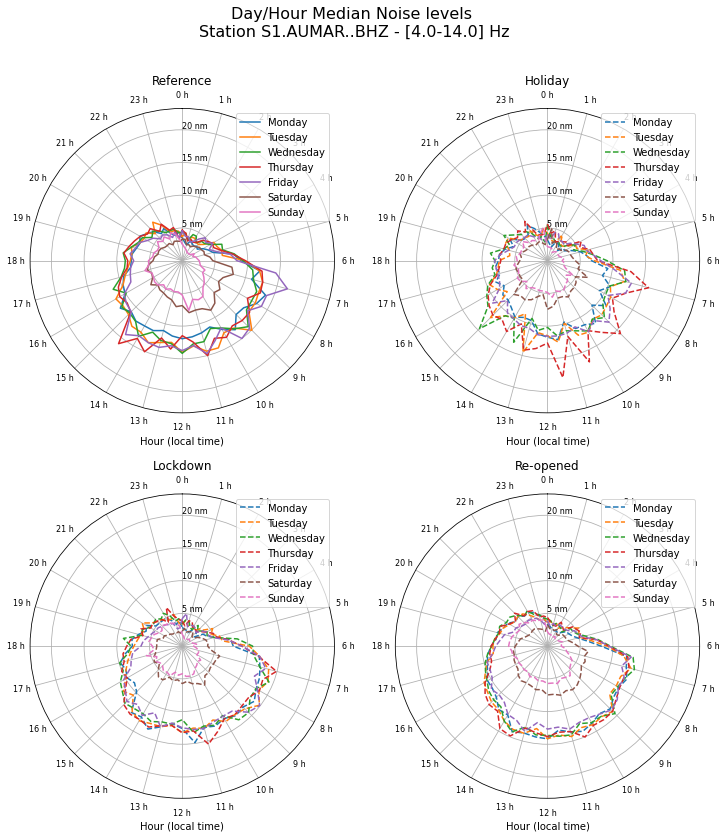 Day/Hour Median Noise levels
Station S1.AUMAR..BHZ - [4.0-14.0] Hz
Reference
0 h
1 h
5 h
6 h
7 h
8 h
9 h
10 h
11 h
12 h
13 h
14 h
15 h
16 h
17 h
18 h
19 h
20 h
21 h
22 h
23 h
5 nm
10 nm
15 nm
20 nm
Monday
Tuesday
Wednesday
Thursday
Friday
Saturday
Sunday
Hour (local time)
Holiday
0 h
1 h
5 h
6 h
7 h
8 h
9 h
10 h
11 h
12 h
13 h
14 h
15 h
16 h
17 h
18 h
19 h
20 h
21 h
22 h
23 h
5 nm
10 nm
15 nm
20 nm
Monday
Tuesday
Wednesday
Thursday
Friday
Saturday
Sunday
Hour (local time)
Lockdown
0 h
1 h
5 h
6 h
7 h
8 h
9 h
10 h
11 h
12 h
13 h
14 h
15 h
16 h
17 h
18 h
19 h
20 h
21 h
22 h
23 h
5 nm
10 nm
15 nm
20 nm
Monday
Tuesday
Wednesday
Thursday
Friday
Saturday
Sunday
Hour (local time)
Re-opened
0 h
1 h
5 h
6 h
7 h
8 h
9 h
10 h
11 h
12 h
13 h
14 h
15 h
16 h
17 h
18 h
19 h
20 h
21 h
22 h
23 h
5 nm
10 nm
15 nm
20 nm
Monday
Tuesday
Wednesday
Thursday
Friday
Saturday
Sunday
Hour (local time)